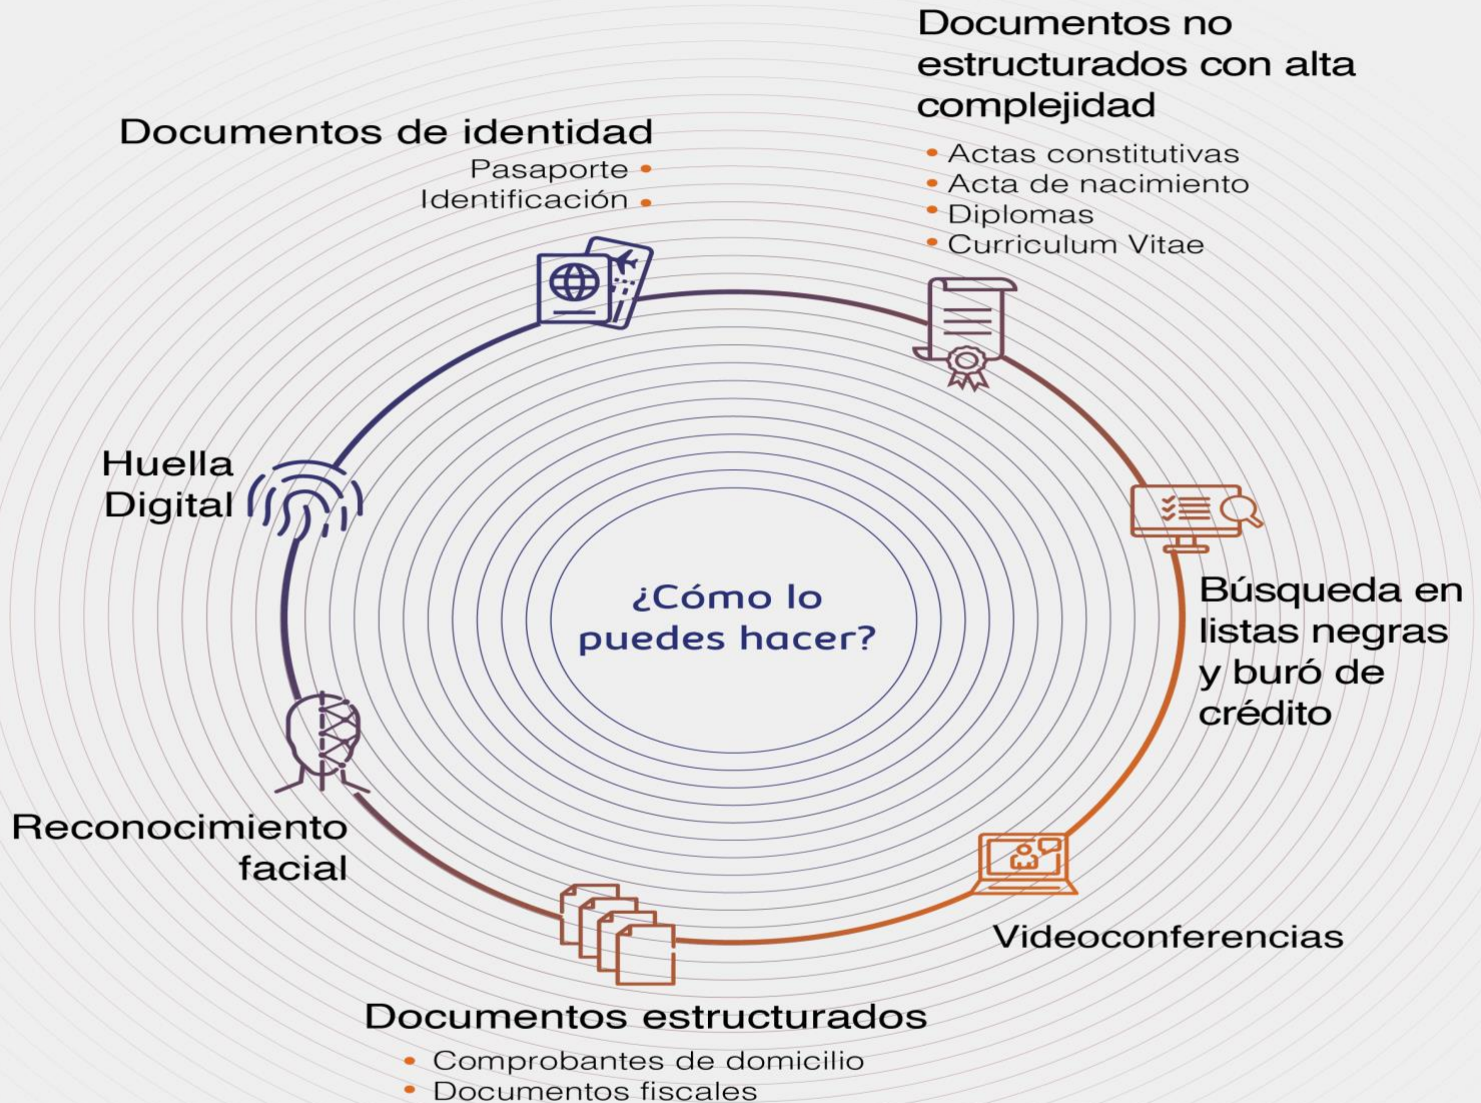 Documentos no
estructurados con alta
complejidad
• Actas constitutivas
• Acta de nacimiento
• Diplomas
• Curriculum Vitae
Documentos de identidad
Pasaporte •
Identificación •
Huella
Digital
¿Cómo lo
puedes hacer?
Búsqueda en
listas negras
y buró de
crédito
Reconocimiento
facial
Videoconferencias
Documentos estructurados
• Comprobantes de domicilio
• Documentos fiscales